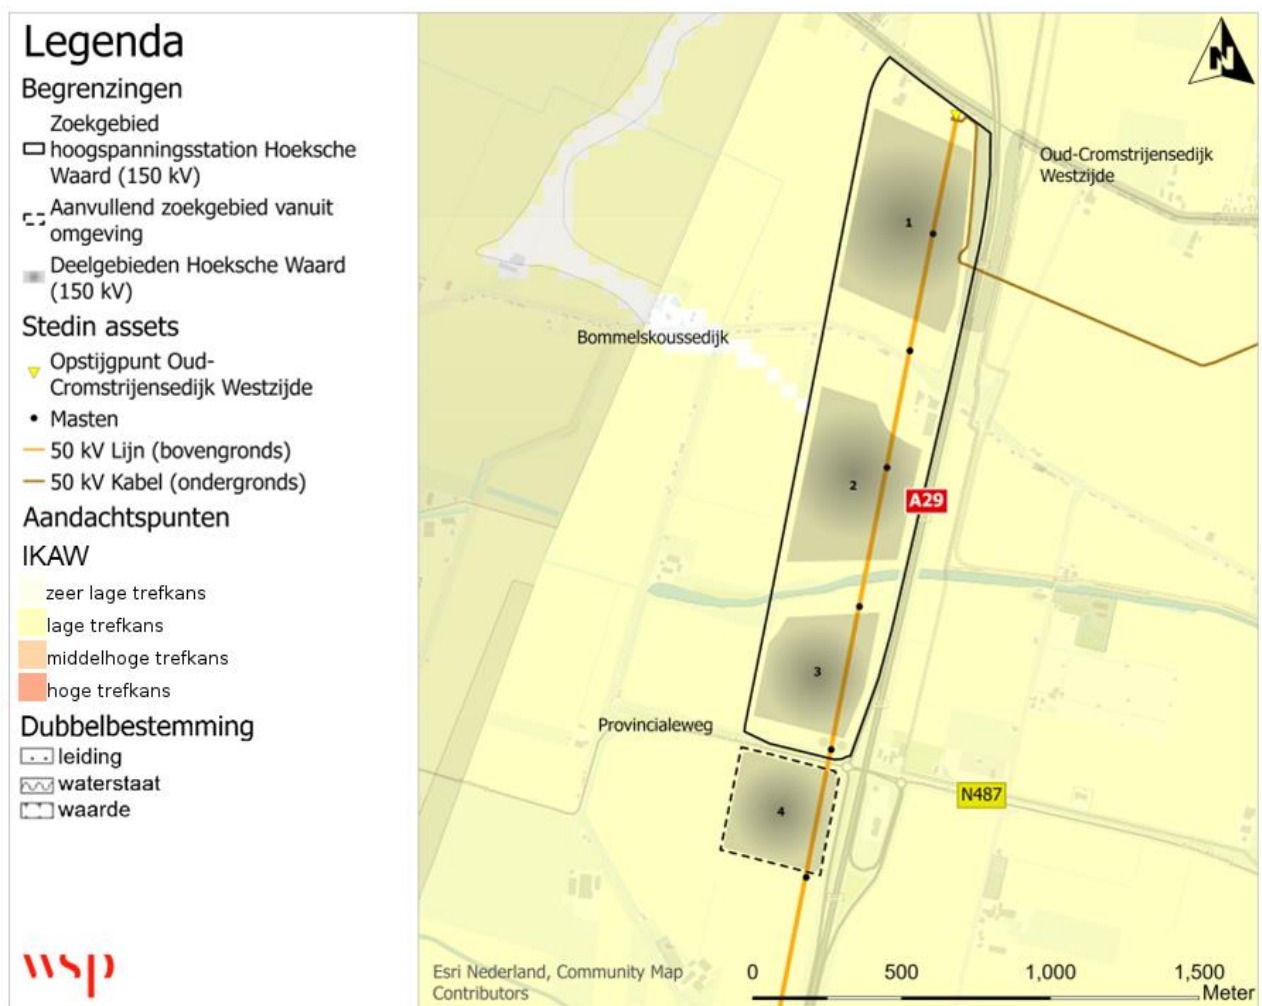 Legenda
Begrenzingen
Zoekgebied
hoogspanningsstation Hoeksche
Waard (150 kV)
Aanvullend zoekgebied vanuit
omgeving
Deelgebieden Hoeksche Waard
(150 kV)
Stedin assets
Opstijgpunt Oud-
Cromstrijensedijk Westzijde
Masten
50 kV Lijn (bovengronds)
50 kV Kabel (ondergronds)
Aandachtspunten
IKAW
zeer lage trefkans
lage trefkans
middelhoge trefkans
hoge trefkans
Dubbelbestemming
leiding
waterstaat
waarde
wsp
N
Oud-Cromstrijensedijk
Westzijde
1
Bommelskoussedijk
2
A29
3
Provincialeweg
N487
4
Esri Nederland, Community Map
Contributors
0 500 1,000 1,500
Meter